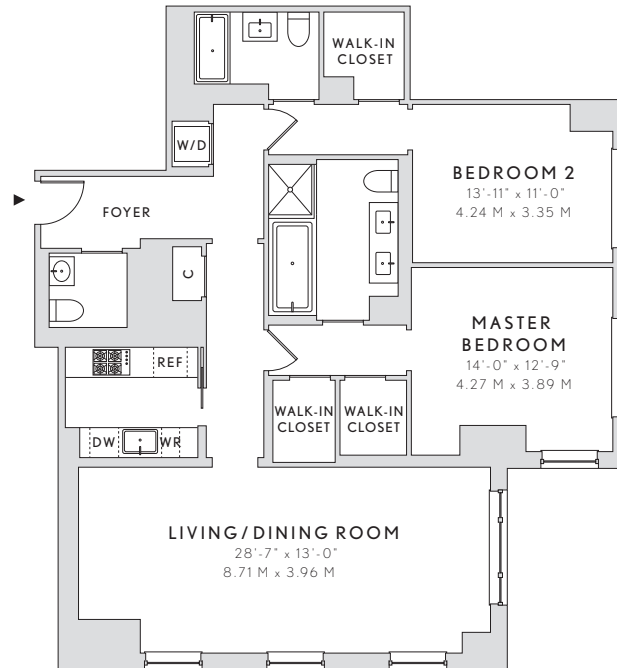 WALK-IN
CLOSET
W/D
BEDROOM 2
13'-11" x 11'-0"
4.24 M x 3.35 M
FOYER
C
MASTER
BEDROOM
14'-0" x 12'-9"
4.27 M x 3.89 M
REF
WALK-IN
CLOSET
WALK-IN
CLOSET
DW
WR
LIVING/DINING ROOM
28'-7" x 13'-0"
8.71 M x 3.96 M